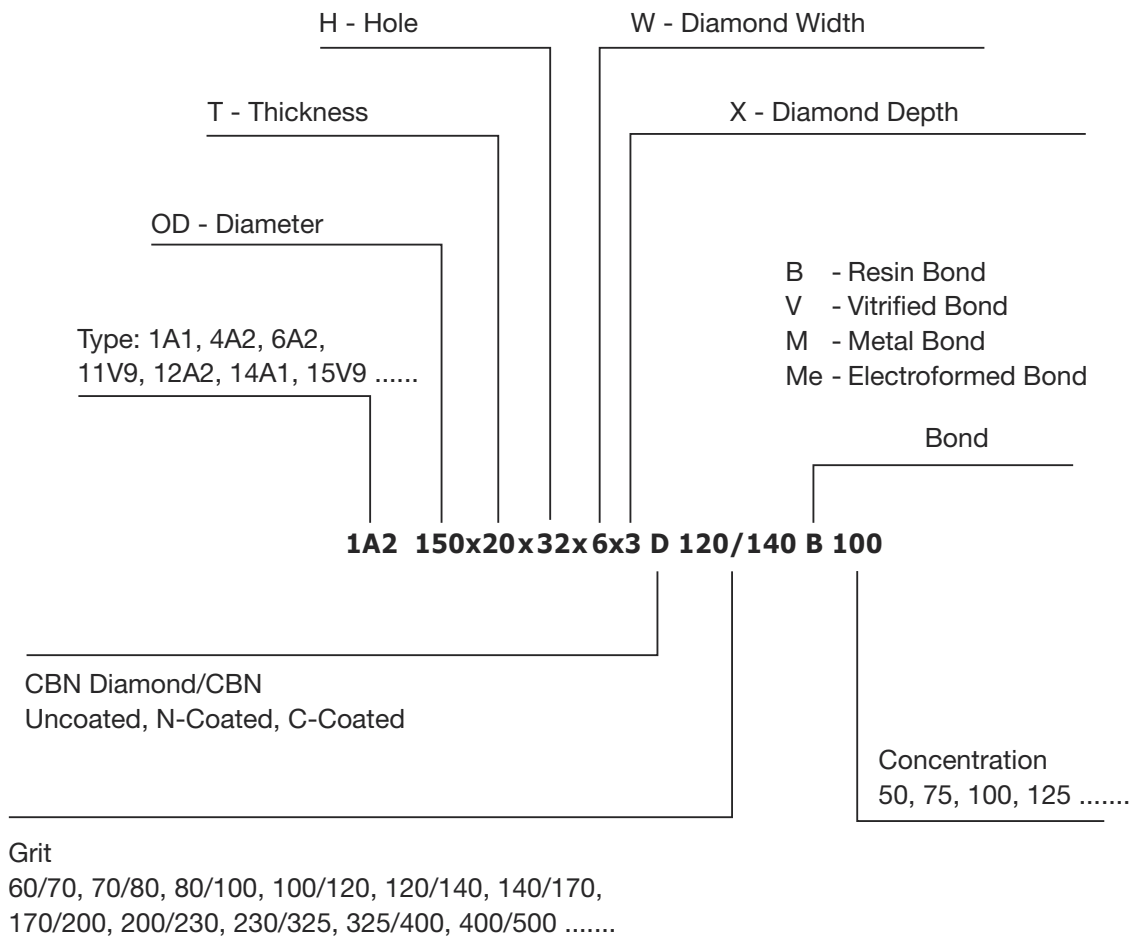 H - Hole
W - Diamond Width
T - Thickness
X - Diamond Depth
OD - Diameter
B - Resin Bond
V - Vitrified Bond
M - Metal Bond
Me - Electroformed Bond
Type: 1A1, 4A2, 6A2,
11V9, 12A2, 14A1, 15V9 ......
Bond
1A2 150x20x32x6x3 D 120/140 B 100
CBN Diamond/CBN
Uncoated, N-Coated, C-Coated
Concentration
50, 75, 100, 125 .......
Grit
60/70, 70/80, 80/100, 100/120, 120/140, 140/170,
170/200, 200/230, 230/325, 325/400, 400/500 .......